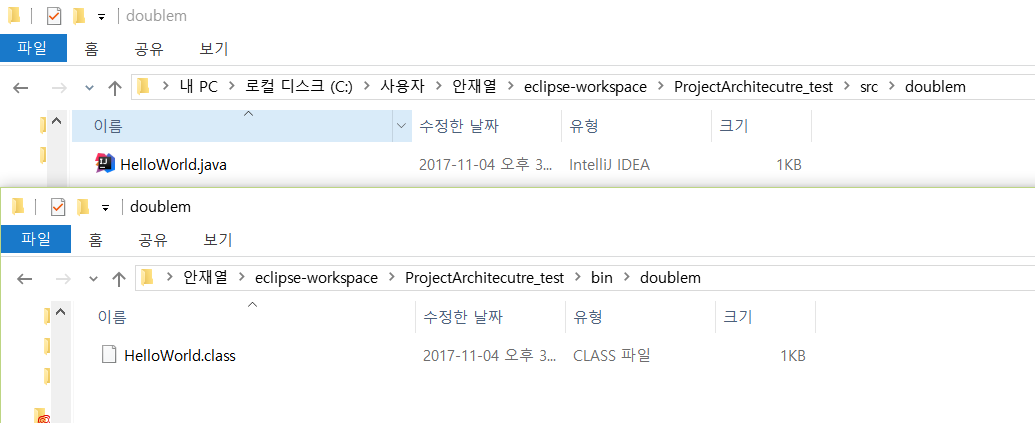 doublem
파일 홈 공유 보기
내 PC 로컬 디스크 (C:) 사용자 안재열 eclipse-workspace ProjectArchitecutre_test src doublem
이름 수정한 날짜 유형 크기
HelloWorld.java 2017-11-04 오후 3... IntelliJ IDEA 1KB
doublem
파일 홈 공유 보기
안재열 eclipse-workspace ProjectArchitecutre_test bin doublem
이름 수정한 날짜 유형 크기
HelloWorld.class 2017-11-04 오후 3... CLASS 파일 1KB